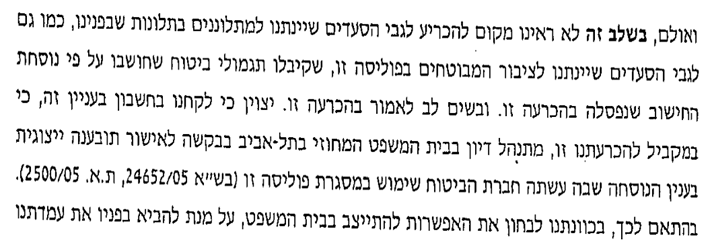 ואולם, בשלב זה לא ראינו מקום להכריע לגבי הסעדים שיינתנו למתלוננים בתלונות שבפנינו, כמו גם
לגבי הסעדים שיינתנו לציבור המבוטחים בפוליסה זו, שקיבלו תגמולי ביטוח שחושבו על פי נוסחת
החישוב שנפסלה בהכרעה זו. ובשים לב לאמור בהכרעה זו. יצוין כי לקחנו בחשבון בעניין זה, כי
במקביל להכרעתנו זו, מתנהל דיון בבית המשפט המחוזי בתל-אביב בבקשה לאישור תובענה ייצוגית
בענין הנוסחה שבה עשתה חברת הביטוח שימוש במסגרת פוליסה זו (בש״א 24652/05, ת.א. 2500/05).
בהתאם לכך, בכוונתנו לבחון את האפשרות להתייצב בבית המשפט, על מנת להביא בפניו את עמדתנו